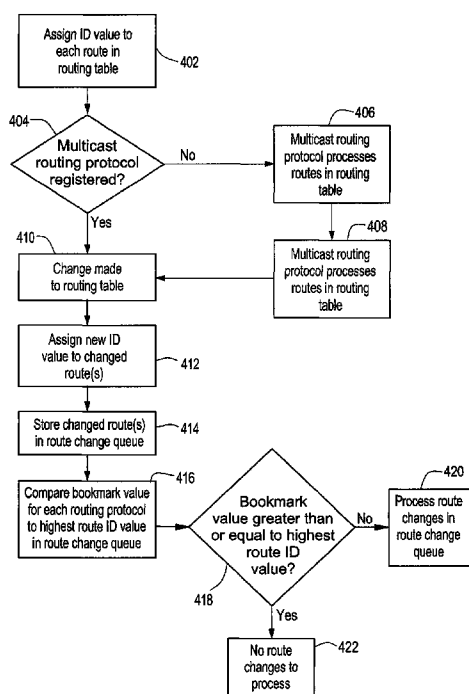 Assign ID value to
each route in
routing table
402
404
Multicast
routing protocol
registered?
No
Yes
406
Multicast routing
protocol processes
routes in routing
table
408
Multicast routing
protocol processes
routes in routing
table
410
Change made
to routing table
Assign new ID
value to changed
route(s)
412
Store changed route(s)
in route change queue
414
Compare bookmark value
for each routing protocol
to highest route ID value
in route change queue
416
Bookmark
value greater than
or equal to highest
route ID
value?
418
No
Yes
420
Process route
changes in
route change
queue
No route
changes to
process
422